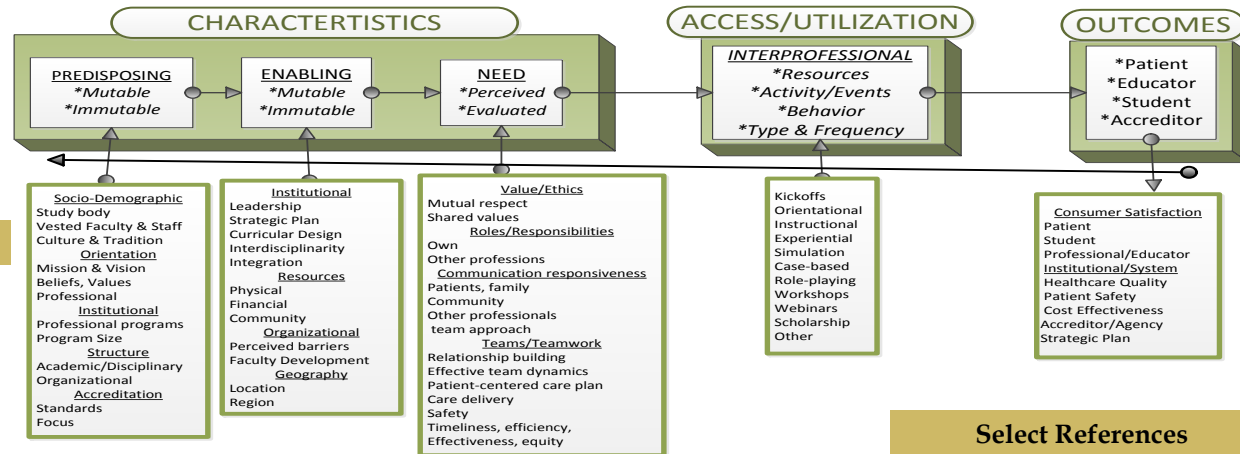 CHARACTERTISTICS
ACCESS/UTILIZATION
OUTCOMES
PREDISPOSING
*Mutable
*Immutable
ENABLING
*Mutable
*Immutable
NEED
*Perceived
*Evaluated
INTERPROFESSIONAL
*Resources
*Activity/Events
*Behavior
*Type & Frequency
*Patient
*Educator
*Student
*Accreditor
Socio-Demographic
Study body
Vested Faculty & Staff
Culture & Tradition
Orientation
Mission & Vision
Beliefs, Values
Professional
Institutional
Professional programs
Program Size
Structure
Academic/Disciplinary
Organizational
Accreditation
Standards
Focus
Institutional
Leadership
Strategic Plan
Curricular Design
Interdisciplinarity
Integration
Resources
Physical
Financial
Community
Organizational
Perceived barriers
Faculty Development
Geography
Location
Region
Value/Ethics
Mutual respect
Shared values
Roles/Responsibilities
Own
Other professions
Communication responsiveness
Patients, family
Community
Other professionals
team approach
Teams/Teamwork
Relationship building
Effective team dynamics
Patient-centered care plan
Care delivery
Safety
Timeliness, efficiency,
Effectiveness, equity
Kickoffs
Orientational
Instructional
Experiential
Simulation
Case-based
Role-playing
Workshops
Webinars
Scholarship
Other
Consumer Satisfaction
Patient
Student
Professional/Educator
Institutional/System
Healthcare Quality
Patient Safety
Cost Effectiveness
Accreditor/Agency
Strategic Plan
Select References